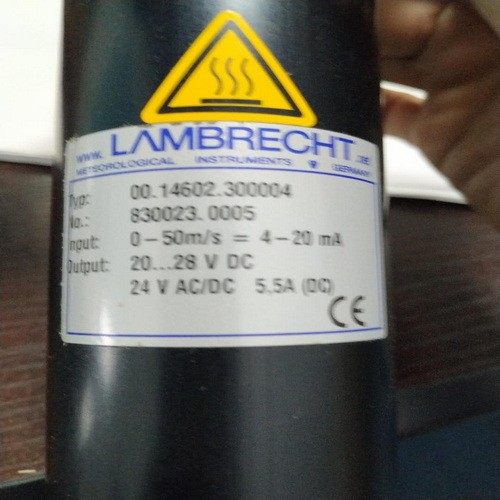 www. LAMBRECHT.DE
METEOROLOGICAL INSTRUMENTS GERMANY
Typ: 00.14602.300004
No.: 830023.0005
Input: 0-50m/s = 4-20 mA
Output: 20...28 V DC
24 V AC/DC 5,5A (DC)
CE